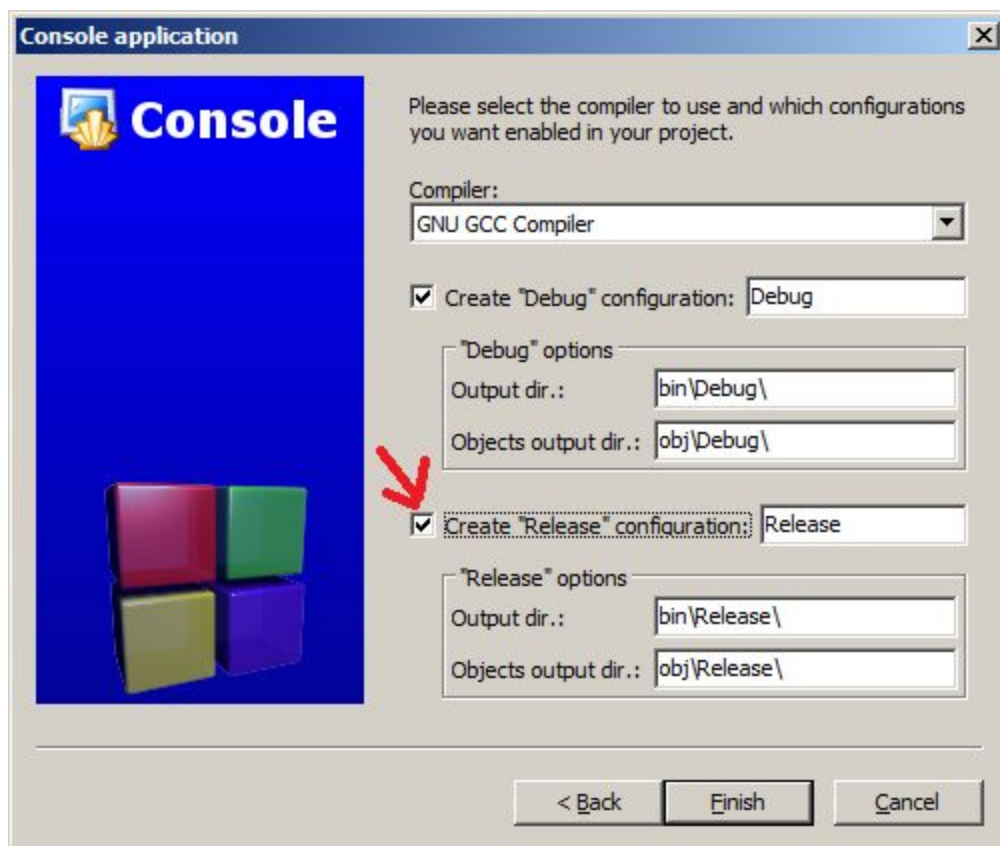 Console application
Console
Please select the compiler to use and which configurations
you want enabled in your project.
Compiler:
GNU GCC Compiler
Create "Debug" configuration: Debug
"Debug" options
Output dir.: bin\Debug\
Objects output dir.: obj\Debug\
Create "Release" configuration: Release
"Release" options
Output dir.: bin\Release\
Objects output dir.: obj\Release\
< Back Finish Cancel